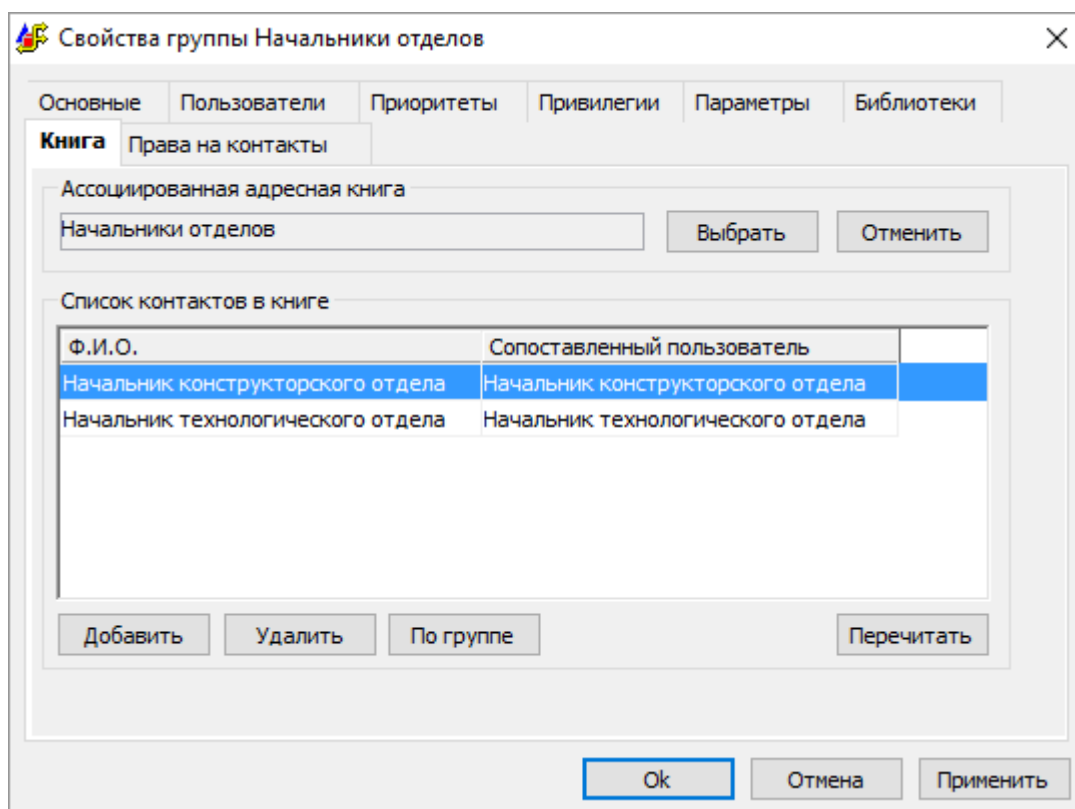 Свойства группы Начальники отделов
Основные Пользователи Приоритеты Привилегии Параметры Библиотеки
Книга Права на контакты
Ассоциированная адресная книга
Начальники отделов Выбрать Отменить
Список контактов в книге
Ф.И.О. Сопоставленный пользователь
Начальник конструкторского отдела Начальник конструкторского отдела
Начальник технологического отдела Начальник технологического отдела
Добавить Удалить По группе Перечитать
Ok Отмена Применить